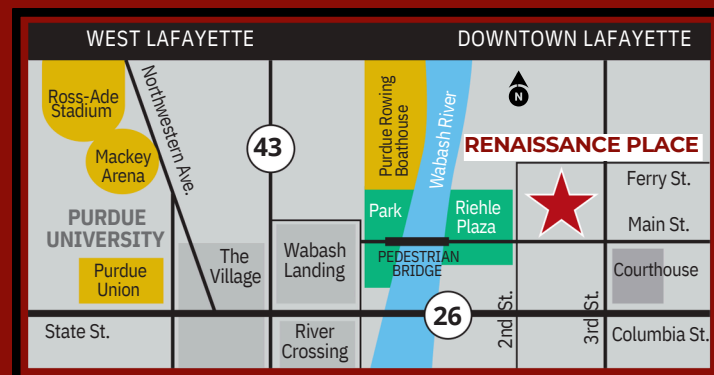 WEST LAFAYETTE
DOWNTOWN LAFAYETTE
Ross-Ade
Stadium
Northwestern Ave.
Mackey
Arena
43
Purdue Rowing
Boathouse
Wabash River
N
RENAISSANCE PLACE
Ferry St.
Park
Riehle
Plaza
Main St.
PURDUE
UNIVERSITY
The
Village
Wabash
Landing
PEDESTRIAN
BRIDGE
Courthouse
Purdue
Union
26
2nd St.
3rd St.
State St.
River
Crossing
Columbia St.